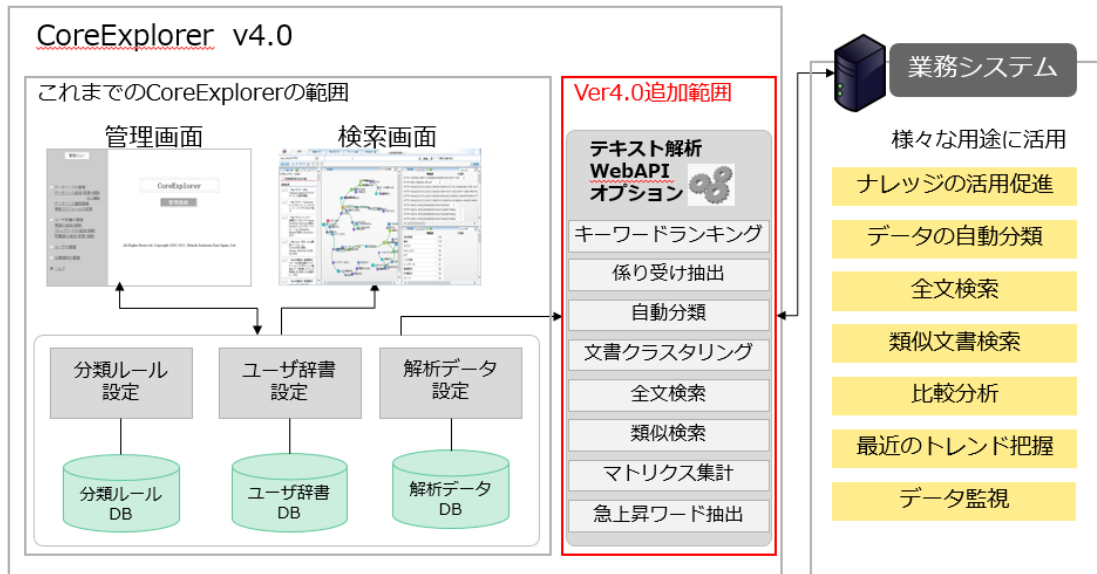 CoreExplorer v4.0
これまでのCoreExplorerの範囲
管理画面
検索画面
CoreExplorer
管理画面
分類ルール
設定
ユーザ辞書
設定
解析データ
設定
分類ルール
DB
ユーザ辞書
DB
解析データ
DB
Ver4.0追加範囲
テキスト解析
WebAPI
オプション
キーワードランキング
係り受け抽出
自動分類
文書クラスタリング
全文検索
類似検索
マトリクス集計
急上昇ワード抽出
業務システム
様々な用途に活用
ナレッジの活用促進
データの自動分類
全文検索
類似文書検索
比較分析
最近のトレンド把握
データ監視